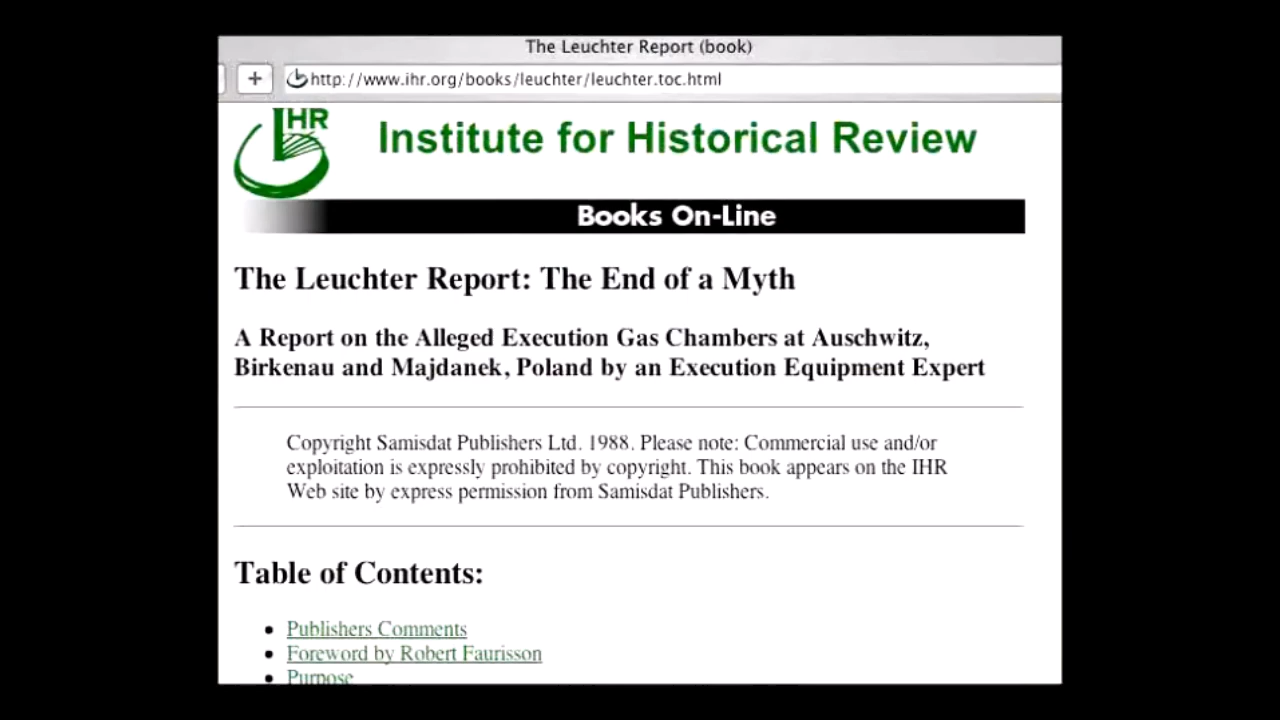 The Leuchter Report (book)
+
http://www.ihr.org/books/leuchter/leuchter.toc.html
IHR
Institute for Historical Review
Books On-Line
The Leuchter Report: The End of a Myth
A Report on the Alleged Execution Gas Chambers at Auschwitz,
Birkenau and Majdanek, Poland by an Execution Equipment Expert
Copyright Samisdat Publishers Ltd. 1988. Please note: Commercial use and/or
exploitation is expressly prohibited by copyright. This book appears on the IHR
Web site by express permission from Samisdat Publishers.
Table of Contents:
• Publishers Comments
• Foreword by Robert Faurisson
• Purpose